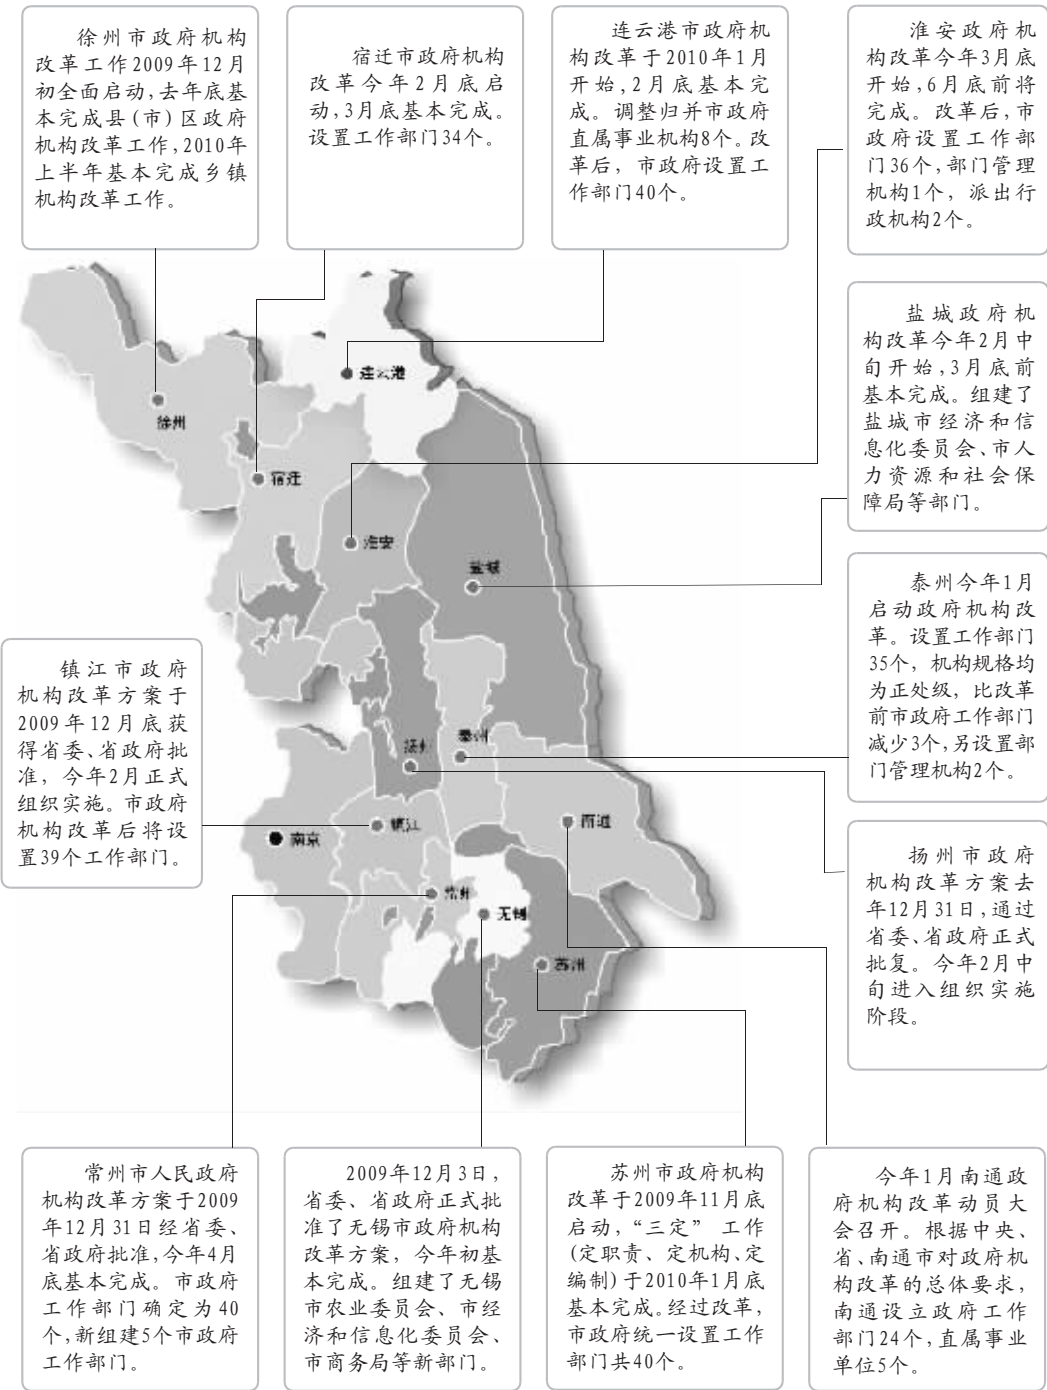 徐州市政府机构
改革工作2009年12月
初全面启动,去年底基
本完成县(市)区政府
机构改革工作,2010年
上半年基本完成乡镇
机构改革工作。
宿迁市政府机构
改革今年2月底启
动,3月底基本完成。
设置工作部门34个。
连云港市政府机
构改革于2010年1月
开始,2月底基本完
成。调整归并市政府
直属事业机构8个。改
革后，市政府设置工
作部门40个。
淮安政府机
构改革今年3月底
开始,6月底前将
完成。改革后,市
政府设置工作部
门36个,部门管理
机构1个，派出行
政机构2个。
盐城政府机
构改革今年2月中
旬开始,3月底前
基本完成。组建了
盐城市经济和信
息化委员会、市人
力资源和社会保
障局等部门。
泰州今年1月
启动政府机构改
革。设置工作部门
35个，机构规格均
为正处级，比改革
前市政府工作部门
减少3个,另设置部
门管理机构2个。
镇江市政府
机构改革方案于
2009年12月底获
得省委、省政府批
准，今年2月正式
组织实施。市政府
机构改革后将设
置39个工作部门。
扬州市政府
机构改革方案去
年12月31日,通过
省委、省政府正式
批复。今年2月中
旬进入组织实施
阶段。
连云港
徐州
宿迁
淮安
盐城
扬州
泰州
南京
镇江
南通
常州
无锡
苏州
常州市人民政府
机构改革方案于2009
年12月31日经省委、
省政府批准,今年4月
底基本完成。市政府
工作部门确定为40
个,新组建5个市政府
工作部门。
2009年12月3日,
省委、省政府正式批
准了无锡市政府机构
改革方案，今年初基
本完成。组建了无锡
市农业委员会、市经
济和信息化委员会、
市商务局等新部门。
苏州市政府机构
改革于2009年11月底
启动，“三定” 工作
(定职责、定机构、定
编制)于2010年1月底
基本完成。经过改革,
市政府统一设置工作
部门共40个。
今年1月南通政
府机构改革动员大
会召开。根据中央、
省、南通市对政府机
构改革的总体要求,
南通设立政府工作
部门24个,直属事业
单位5个。